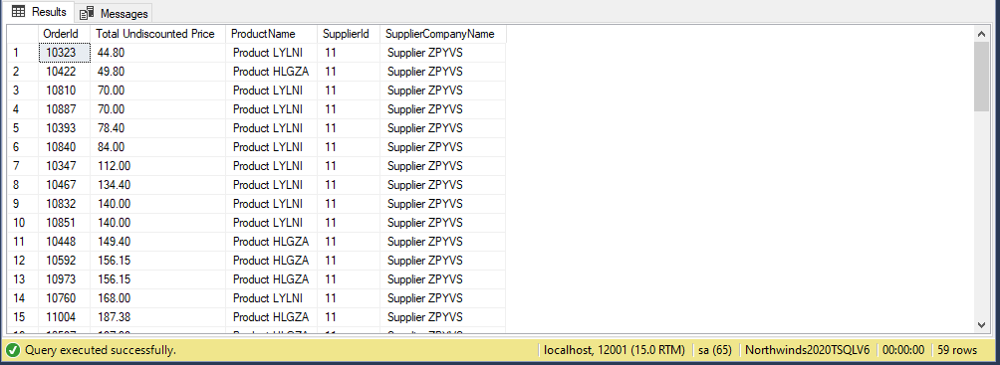 Results Messages
OrderId Total Undiscounted Price ProductName SupplierId SupplierCompanyName
1 10323 44.80 Product LYLNI 11 Supplier ZPYVS
2 10422 49.80 Product HLGZA 11 Supplier ZPYVS
3 10810 70.00 Product LYLNI 11 Supplier ZPYVS
4 10887 70.00 Product LYLNI 11 Supplier ZPYVS
5 10393 78.40 Product LYLNI 11 Supplier ZPYVS
6 10840 84.00 Product LYLNI 11 Supplier ZPYVS
7 10347 112.00 Product LYLNI 11 Supplier ZPYVS
8 10467 134.40 Product LYLNI 11 Supplier ZPYVS
9 10832 140.00 Product LYLNI 11 Supplier ZPYVS
10 10851 140.00 Product LYLNI 11 Supplier ZPYVS
11 10448 149.40 Product HLGZA 11 Supplier ZPYVS
12 10592 156.15 Product HLGZA 11 Supplier ZPYVS
13 10973 156.15 Product HLGZA 11 Supplier ZPYVS
14 10760 168.00 Product LYLNI 11 Supplier ZPYVS
15 11004 187.38 Product HLGZA 11 Supplier ZPYVS
Query executed successfully. localhost, 12001 (15.0 RTM) sa (65) Northwinds2020TSQLV6 00:00:00 59 rows